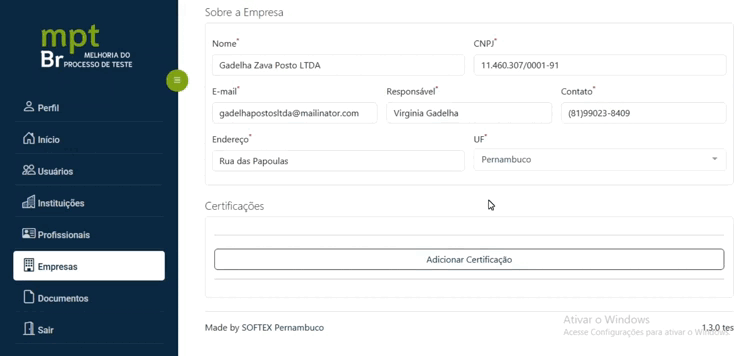 mpt
Br MELHORIA DO
PROCESSO DE TESTE
Perfil
Início
Usuários
Instituições
Profissionais
Empresas
Documentos
Sair
Sobre a Empresa
Nome*
CNPJ*
Gadelha Zava Posto LTDA
11.460.307/0001-91
E-mail*
Responsável*
Contato*
gadelhapostosltda@mailinator.com
Virginia Gadelha
(81)99023-8409
Endereço*
UF*
Rua das Papoulas
Pernambuco
Certificações
Adicionar Certificação
Made by SOFTEX Pernambuco
Ativar o Windows
Acesse Configurações para ativar o Windows.
1.3.0 tes